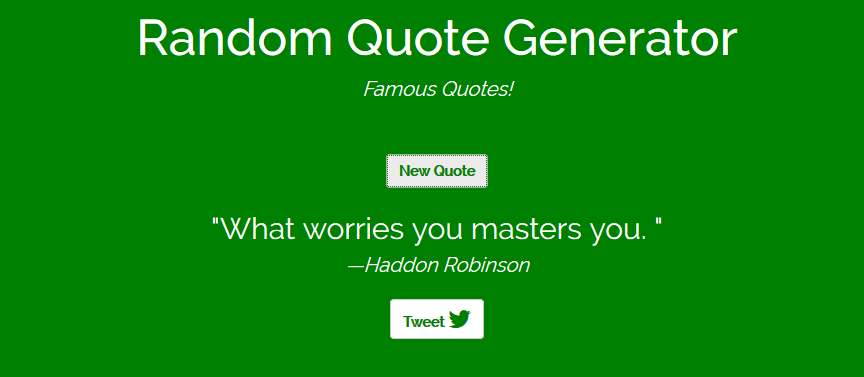 Random Quote Generator
Famous Quotes!
New Quote
"What worries you masters you. "
—Haddon Robinson
Tweet